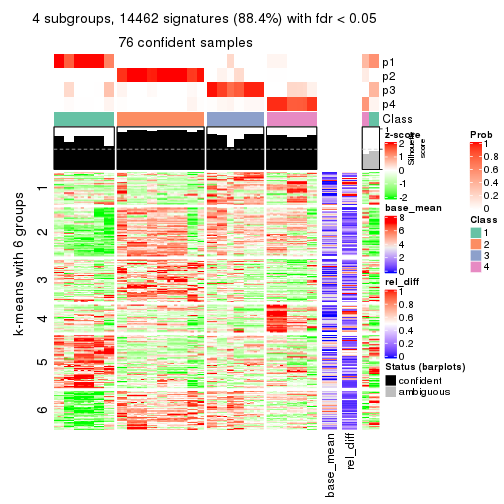 4 subgroups, 14462 signatures (88.4%) with fdr < 0.05
76 confident samples
p1
p2
p3
p4
Class
1
Silhouette
score
k-means with 6 groups
1
2
3
4
5
6
base_mean
rel_diff
z-score
2
1
0
-1
-2
base_mean
8
6
4
2
0
rel_diff
1
0.8
0.6
0.4
0.2
0
Status (barplots)
confident
ambiguous
Prob
1
0.8
0.6
0.4
0.2
0
Class
1
2
3
4